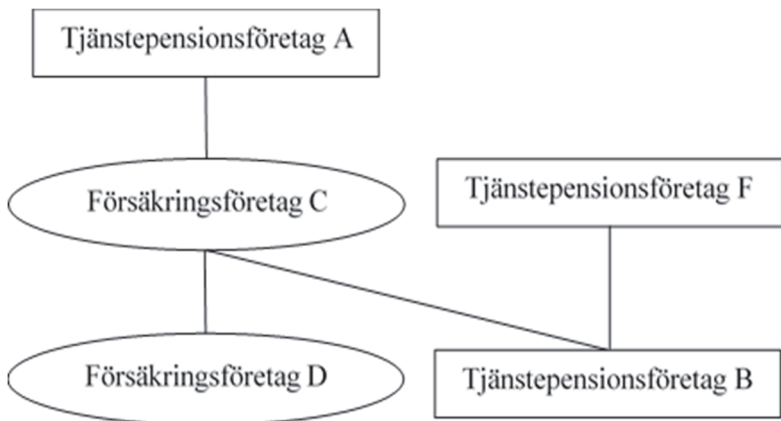 Tjänstepensionsföretag A
Försäkringsföretag C
Tjänstepensionsföretag F
Försäkringsföretag D
Tjänstepensionsföretag B